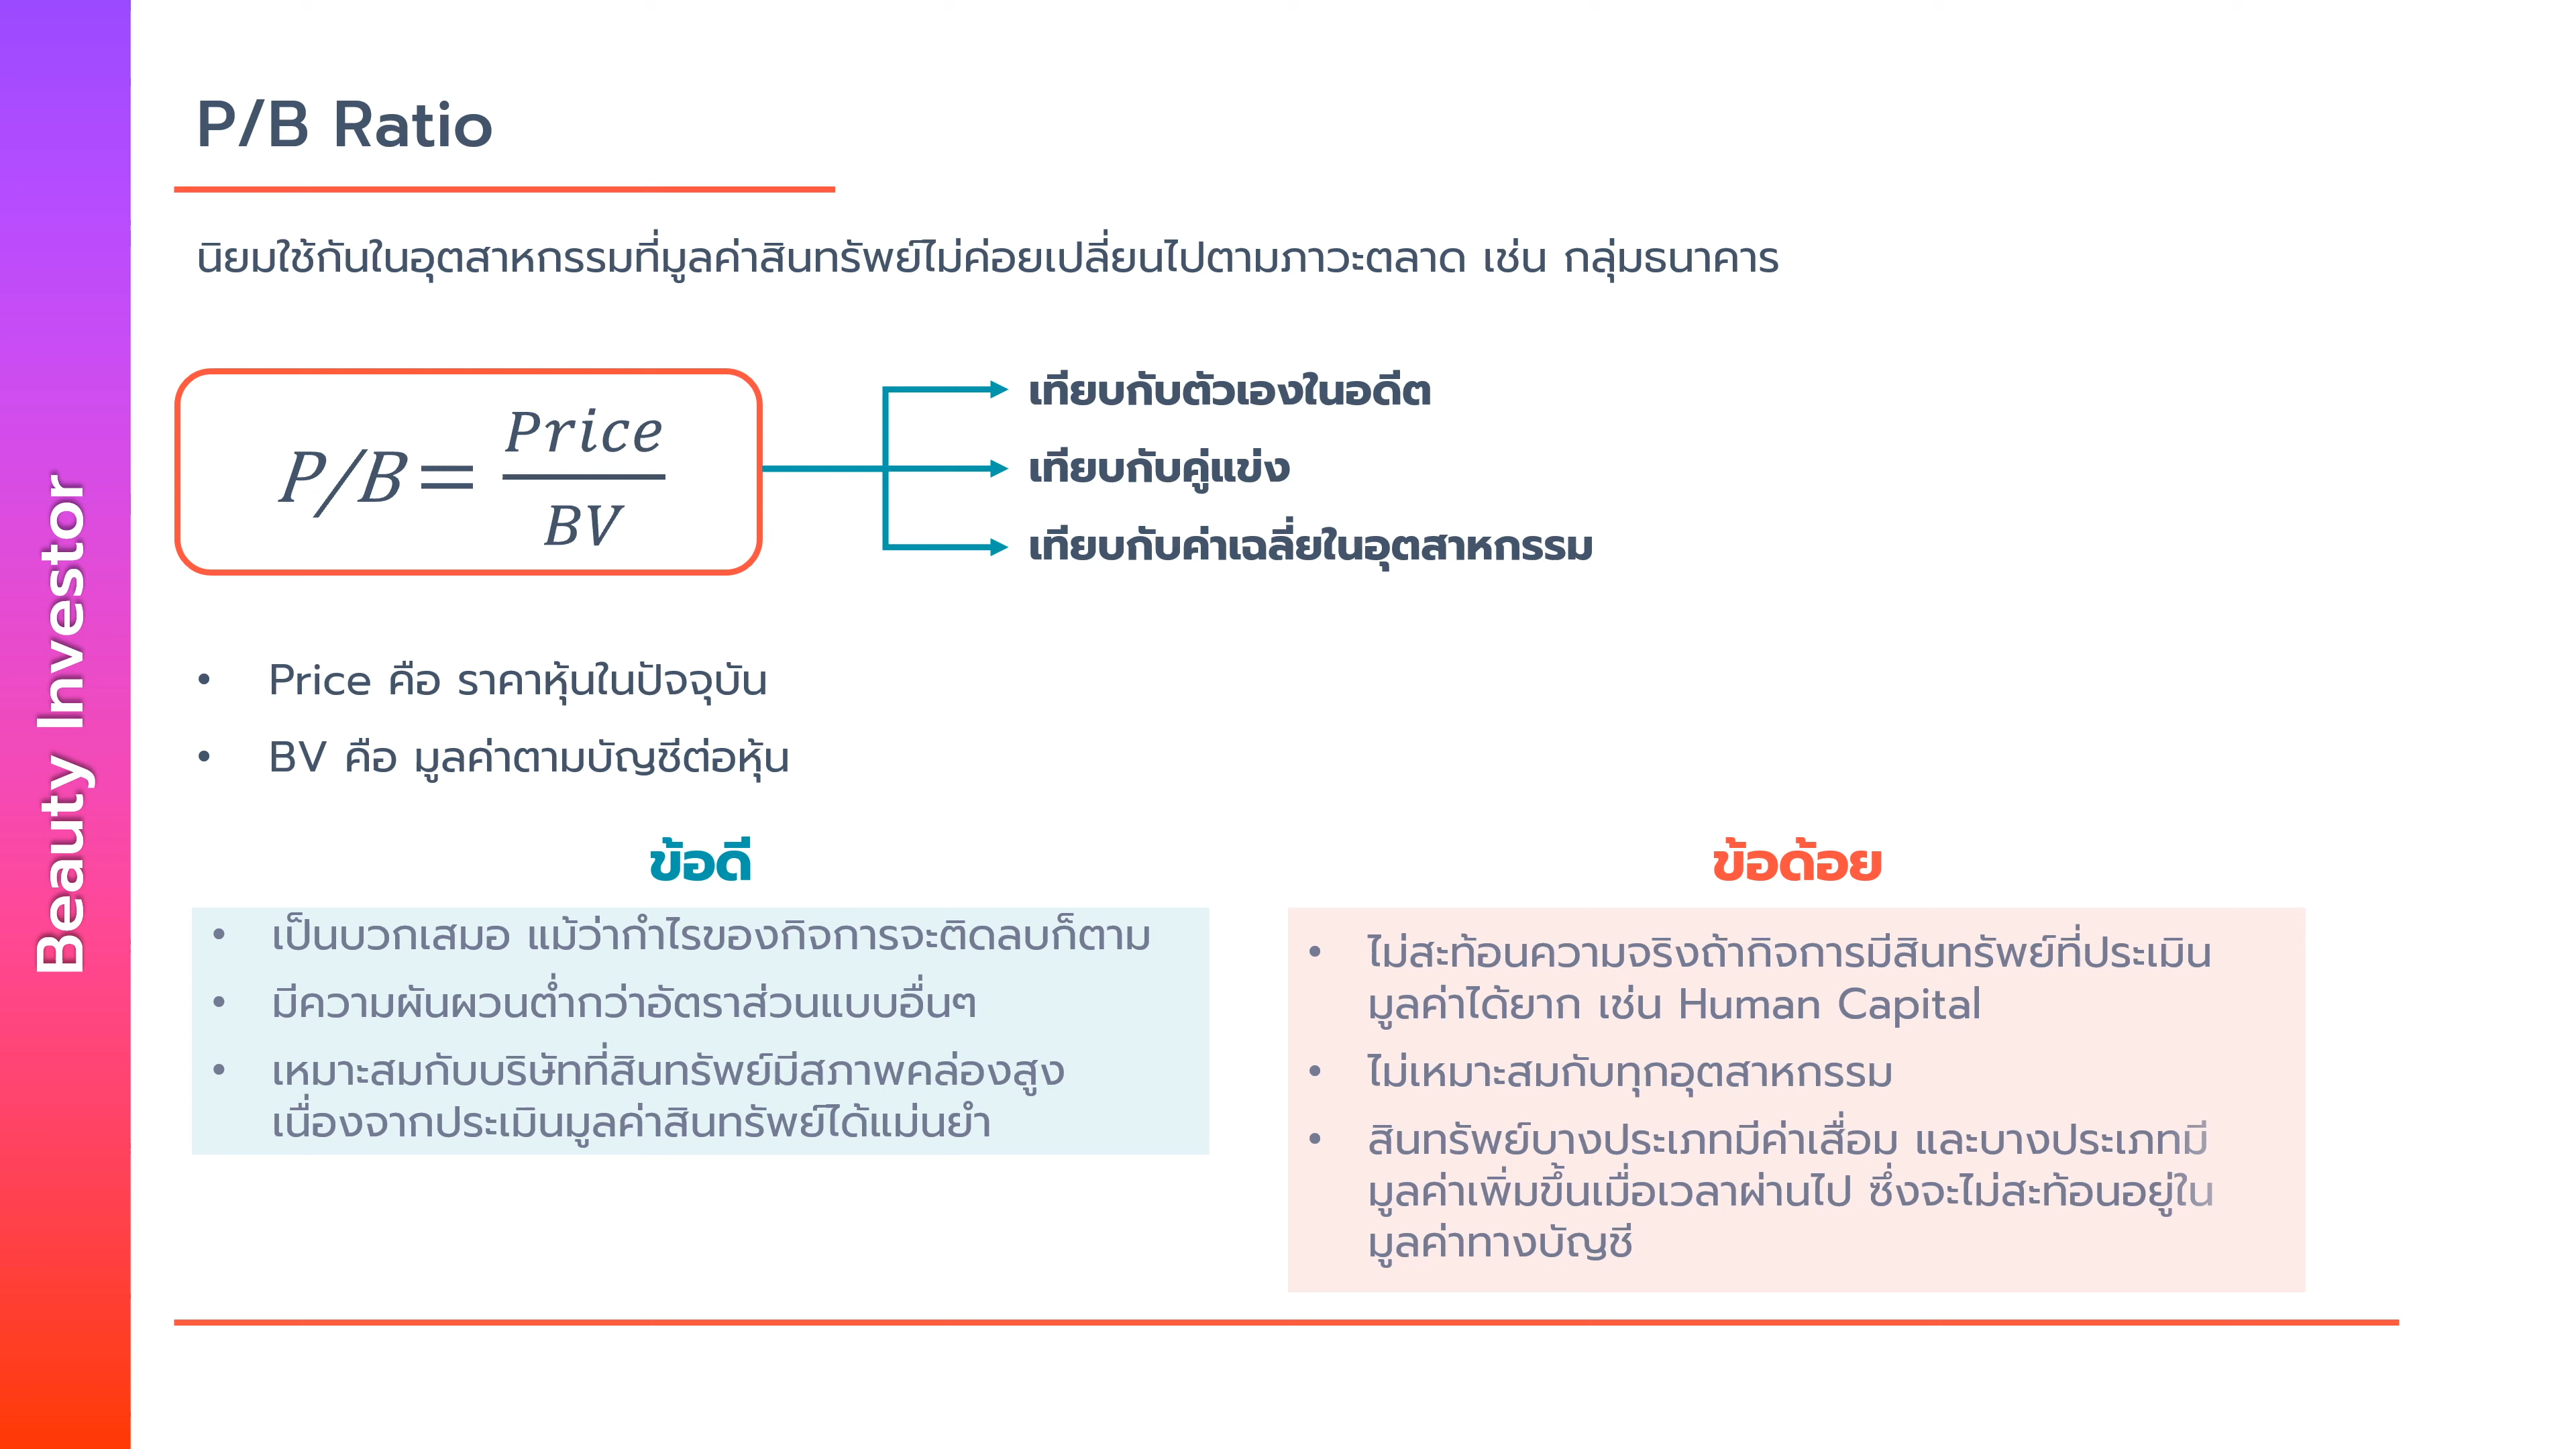 Beauty Investor
P/B Ratio
นิยมใช้กันในอุตสาหกรรมที่มูลค่าสินทรัพย์ไม่ค่อยเปลี่ยนไปตามภาวะตลาด เช่น กลุ่มธนาคาร
P/B = Price / BV
เทียบกับตัวเองในอดีต
เทียบกับคู่แข่ง
เทียบกับค่าเฉลี่ยในอุตสาหกรรม
• Price คือ ราคาหุ้นในปัจจุบัน
• BV คือ มูลค่าตามบัญชีต่อหุ้น
ข้อดี
• เป็นบวกเสมอ แม้ว่ากำไรของกิจการจะติดลบก็ตาม
• มีความผันผวนต่ำกว่าอัตราส่วนแบบอื่นๆ
• เหมาะสมกับบริษัทที่สินทรัพย์มีสภาพคล่องสูง
เนื่องจากประเมินมูลค่าสินทรัพย์ได้แม่นยำ
ข้อด้อย
• ไม่สะท้อนความจริงถ้ากิจการมีสินทรัพย์ที่ประเมิน
มูลค่าได้ยาก เช่น Human Capital
• ไม่เหมาะสมกับทุกอุตสาหกรรม
• สินทรัพย์บางประเภทมีค่าเสื่อม และบางประเภทมี
มูลค่าเพิ่มขึ้นเมื่อเวลาผ่านไป ซึ่งจะไม่สะท้อนอยู่ใน
มูลค่าทางบัญชี